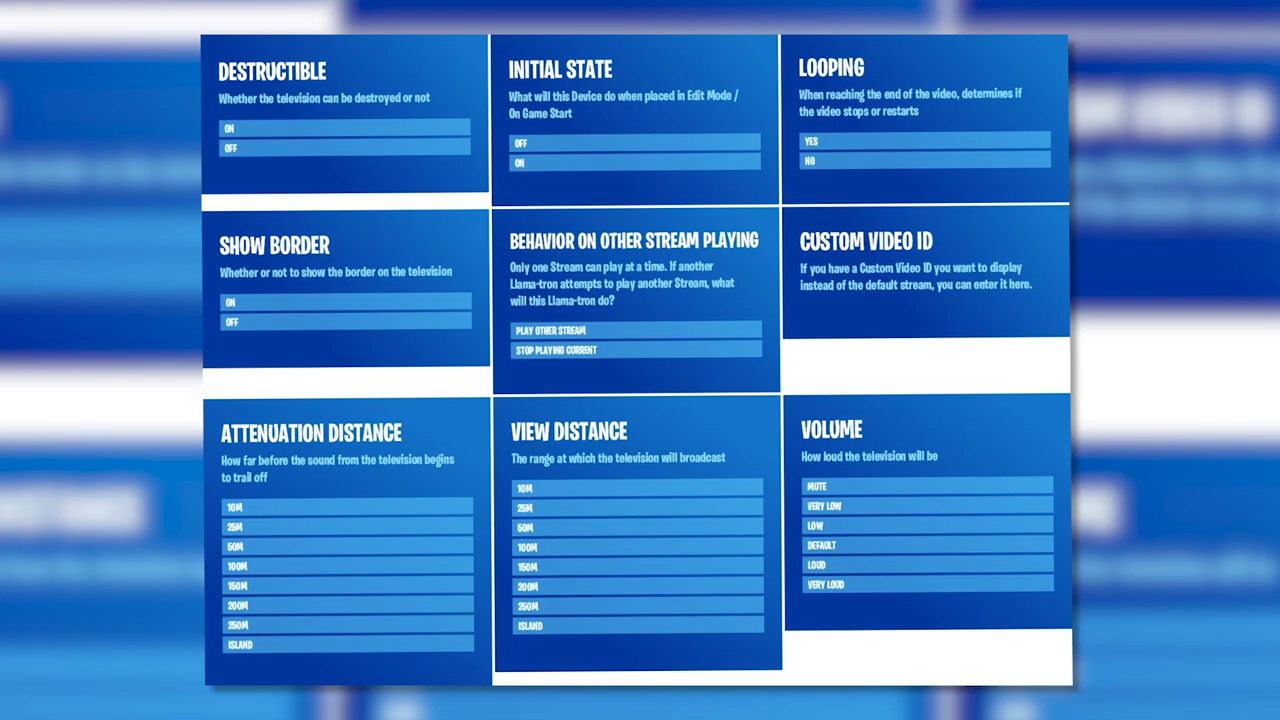 DESTRUCTIBLE
Whether the television can be destroyed or not
ON
OFF
INITIAL STATE
What will this Device do when placed in Edit Mode /
On Game Start
OFF
ON
LOOPING
When reaching the end of the video, determines if
the video stops or restarts
YES
NO
SHOW BORDER
Whether or not to show the border on the television
ON
OFF
BEHAVIOR ON OTHER STREAM PLAYING
Only one Stream can play at a time. If another
Llama-tron attempts to play another Stream, what
will this Llama-tron do?
PLAY OTHER STREAM
STOP PLAYING CURRENT
CUSTOM VIDEO ID
If you have a Custom Video ID you want to display
instead of the default stream, you can enter it here.
ATTENUATION DISTANCE
How far before the sound from the television begins
to trail off
10M
25M
50M
100M
150M
200M
250M
ISLAND
VIEW DISTANCE
The range at which the television will broadcast
10M
25M
50M
100M
150M
200M
250M
ISLAND
VOLUME
How loud the television will be
MUTE
VERY LOW
LOW
DEFAULT
LOUD
VERY LOUD